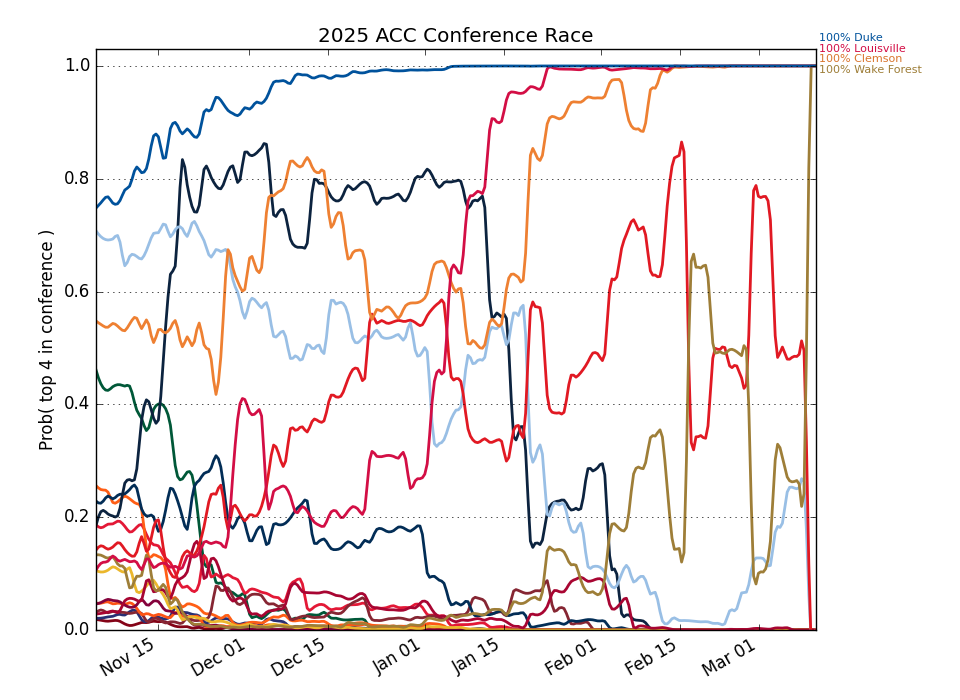 2025 ACC Conference Race
100% Duke
100% Louisville
100% Clemson
100% Wake Forest
Prob( top 4 in conference )
1.0
0.8
0.6
0.4
0.2
0.0
Nov 15
Dec 01
Dec 15
Jan 01
Jan 15
Feb 01
Feb 15
Mar 01